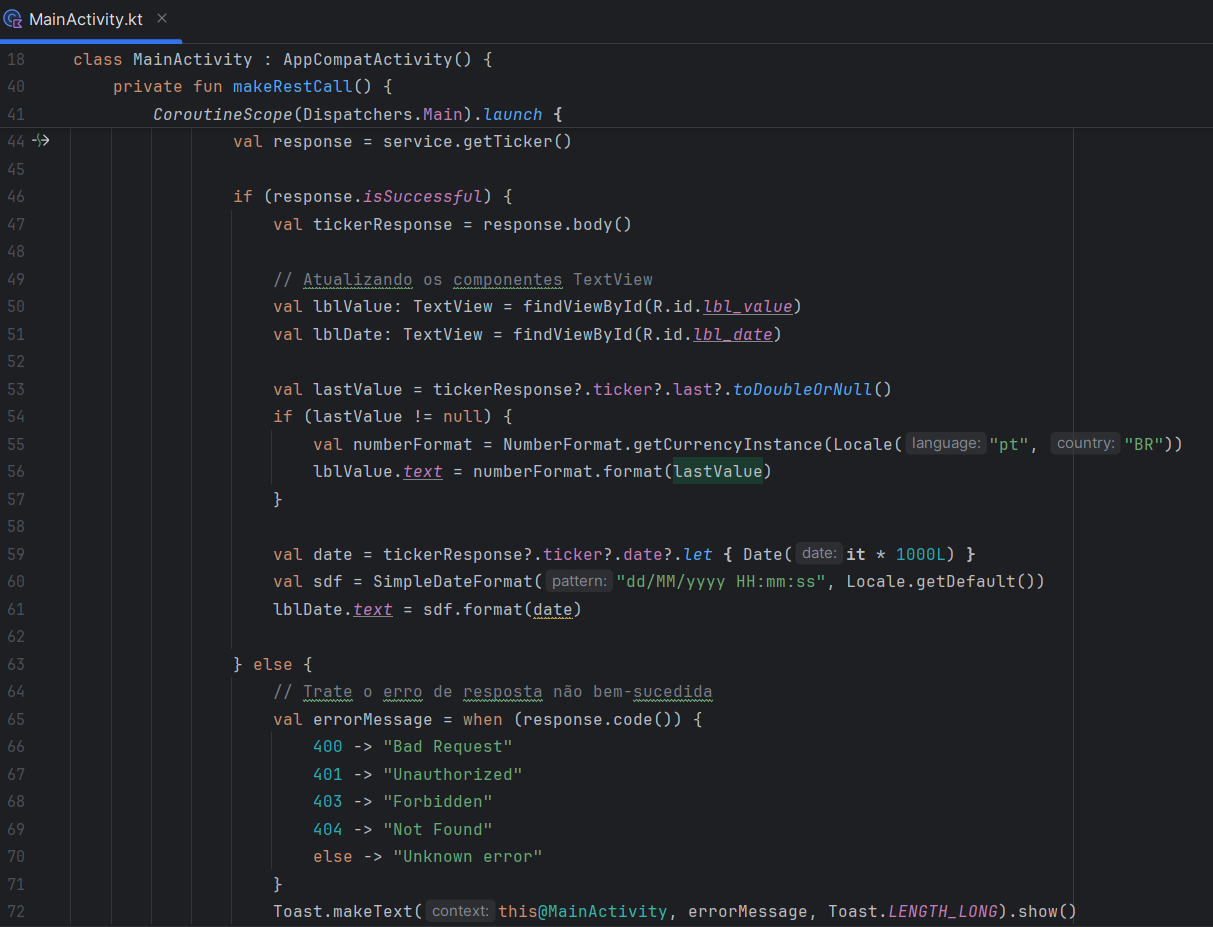 MainActivity.kt
18 class MainActivity : AppCompatActivity() {
40 private fun makeRestCall() {
41 CoroutineScope(Dispatchers.Main).launch {
44 val response = service.getTicker()
45
46 if (response.isSuccessful) {
47 val tickerResponse = response.body()
48
49 // Atualizando os componentes TextView
50 val lblValue: TextView = findViewById(R.id.lbl_value)
51 val lblDate: TextView = findViewById(R.id.lbl_date)
52
53 val lastValue = tickerResponse?.ticker?.last?.toDoubleOrNull()
54 if (lastValue != null) {
55 val numberFormat = NumberFormat.getCurrencyInstance(Locale( language: "pt", country: "BR"))
56 lblValue.text = numberFormat.format(lastValue)
57 }
58
59 val date = tickerResponse?.ticker?.date?.let { Date( date: it * 1000L) }
60 val sdf = SimpleDateFormat( pattern: "dd/MM/yyyy HH:mm:ss", Locale.getDefault())
61 lblDate.text = sdf.format(date)
62
63 } else {
64 // Trate o erro de resposta não bem-sucedida
65 val errorMessage = when (response.code()) {
66 400 -> "Bad Request"
67 401 -> "Unauthorized"
68 403 -> "Forbidden"
69 404 -> "Not Found"
70 else -> "Unknown error"
71 }
72 Toast.makeText( context: this@MainActivity, errorMessage, Toast.LENGTH_LONG).show()